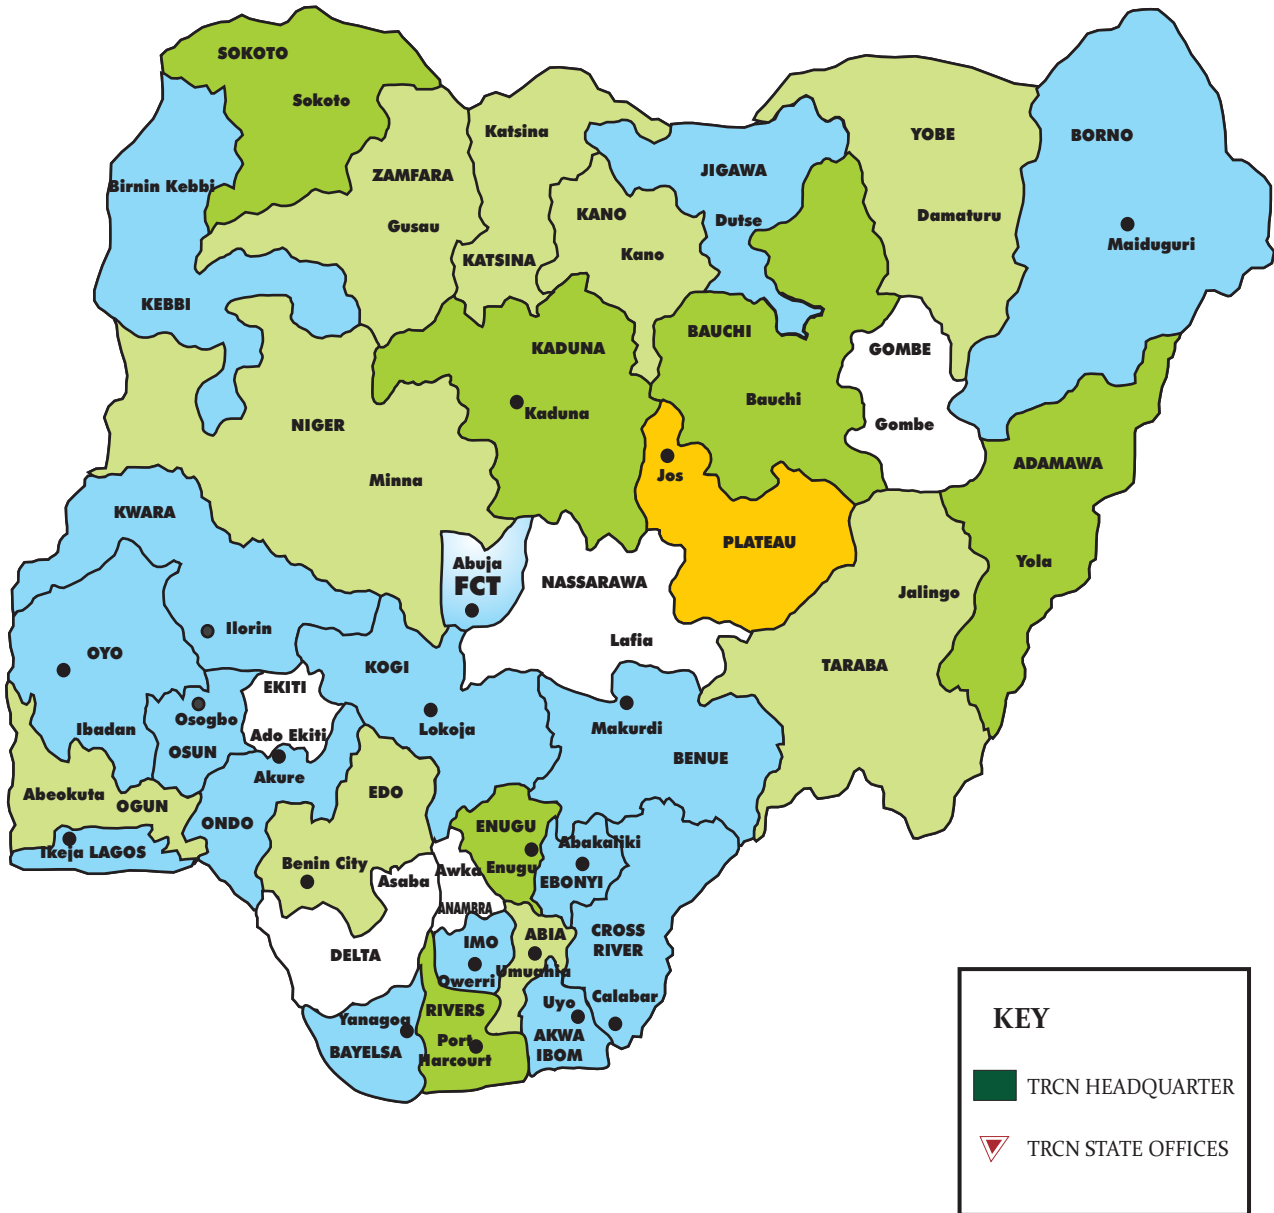 SOKOTO
Sokoto
Katsina
YOBE
BORNO
ZAMFARA
JIGAWA
Birnin Kebbi
KANO
Dutse
Damaturu
Gusau
Maiduguri
KATSINA
Kano
KEBBI
BAUCHI
KADUNA
GOMBE
Bauchi
Kaduna
NIGER
Gombe
ADAMAWA
Jos
Minna
KWARA
PLATEAU
Abuja
FCT
NASSARAWA
Yola
Jalingo
Ilorin
Lafia
OYO
KOGI
TARABA
EKITI
Osogbo
Ibadan
Ado Ekiti
Lokoja
Makurdi
OSUN
BENUE
Akure
Abeokuta
OGUN
EDO
ONDO
ENUGU
Abakaliki
Ikeja LAGOS
Benin City
Asaba
Awka
Enugu
EBONYI
ANAMBRA
CROSS
RIVER
IMO
ABIA
DELTA
Umuahia
Owerri
Uyo
Calabar
RIVERS
Yanagoa
Port
Harcourt
AKWA
IBOM
BAYELSA
KEY
TRCN HEADQUARTER
TRCN STATE OFFICES